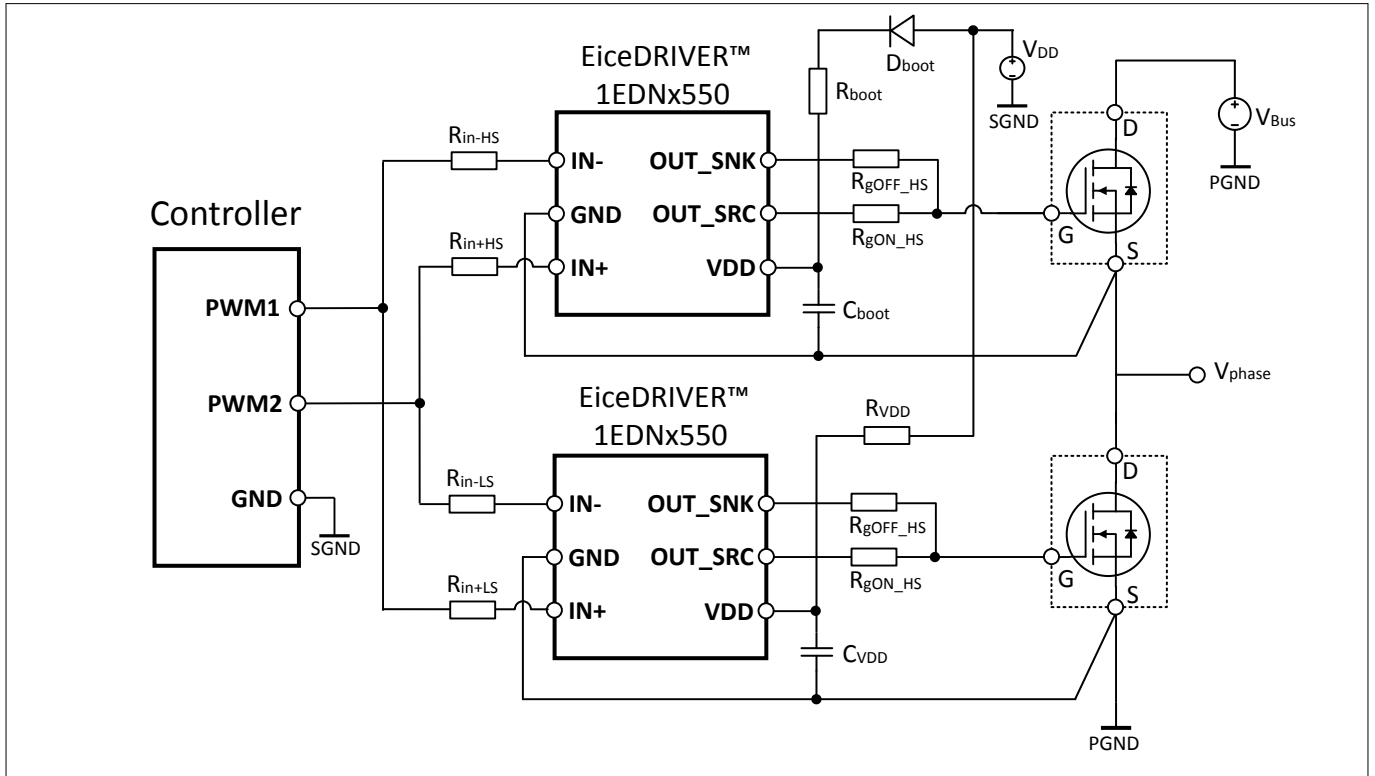 EiceDRIVER™
1EDNx550
Dboot
VDD
Rboot
SGND
VBus
PGND
D
G
S
Rin-HS
IN-
OUT_SNK
RgOFF_HS
GND
OUT_SRC
RgON_HS
Rin+HS
IN+
VDD
Cboot
Controller
PWM1
PWM2
GND
SGND
Vphase
EiceDRIVER™
1EDNx550
RVDD
Rin-LS
IN-
OUT_SNK
RgOFF_HS
GND
OUT_SRC
RgON_HS
Rin+LS
IN+
VDD
CVDD
D
G
S
PGND